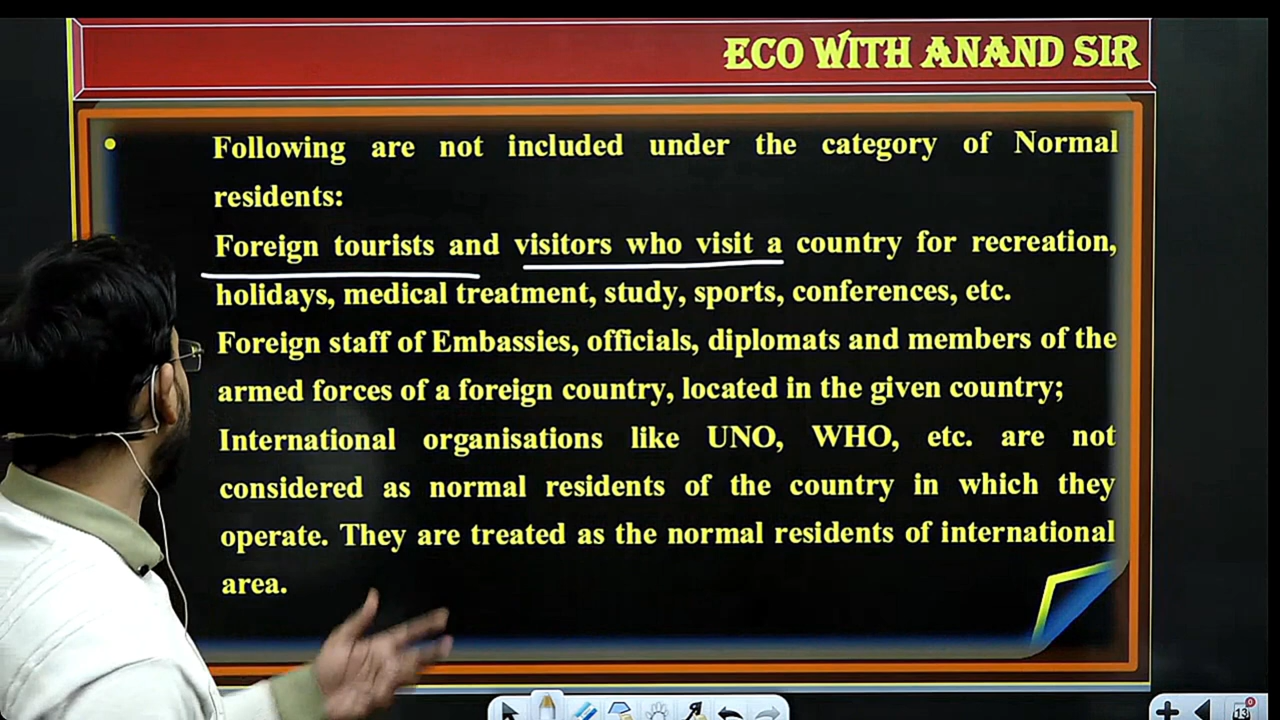 ECO WITH ANAND SIR
Following are not included under the category of Normal
residents:
Foreign tourists and visitors who visit a country for recreation,
holidays, medical treatment, study, sports, conferences, etc.
Foreign staff of Embassies, officials, diplomats and members of the
armed forces of a foreign country, located in the given country;
International organisations like UNO, WHO, etc. are not
considered as normal residents of the country in which they
operate. They are treated as the normal residents of international
area.
13